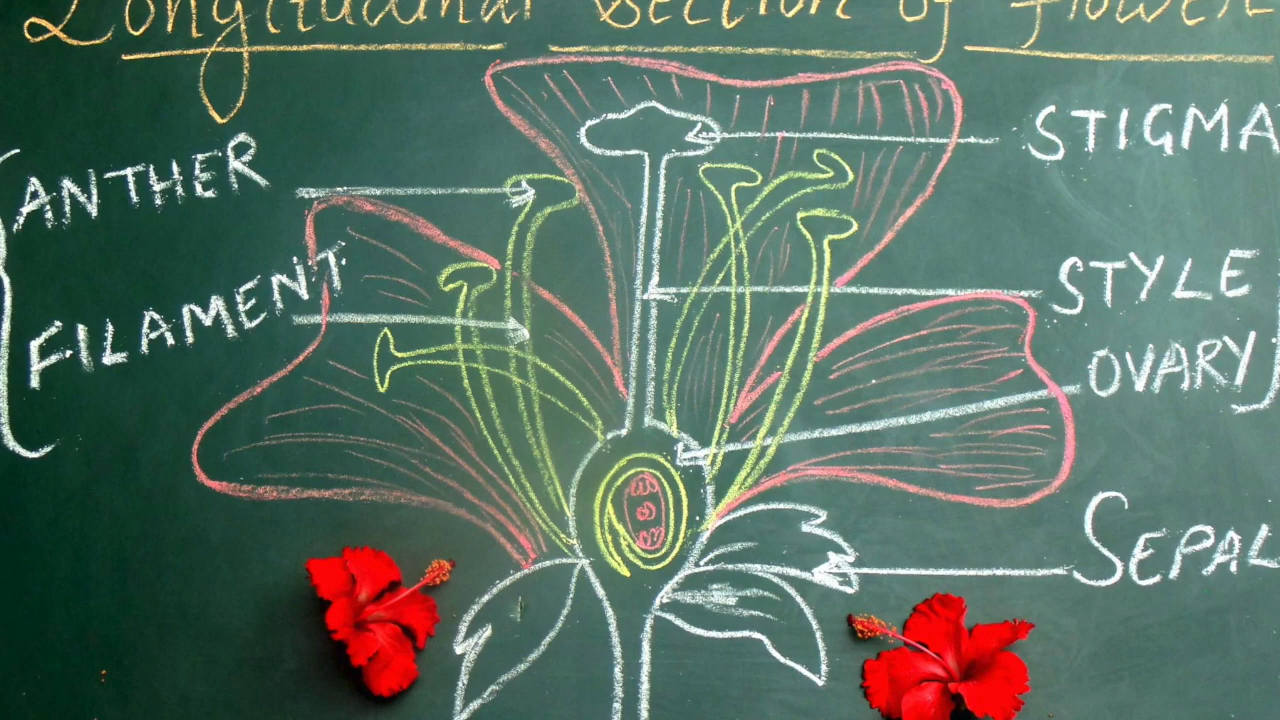 Longitudinal Section of Flower
ANTHER
FILAMENT
STIGMA
STYLE
OVARY
SEPAL